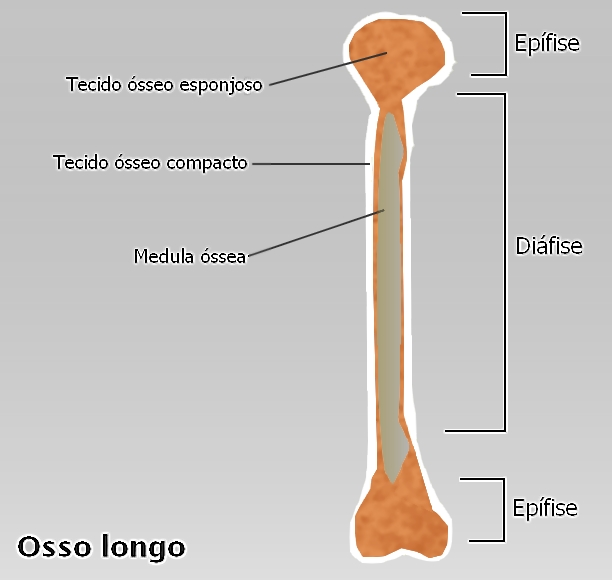 Epífise
Tecido ósseo esponjoso
Tecido ósseo compacto
Diáfise
Medula óssea
Epífise
Osso longo